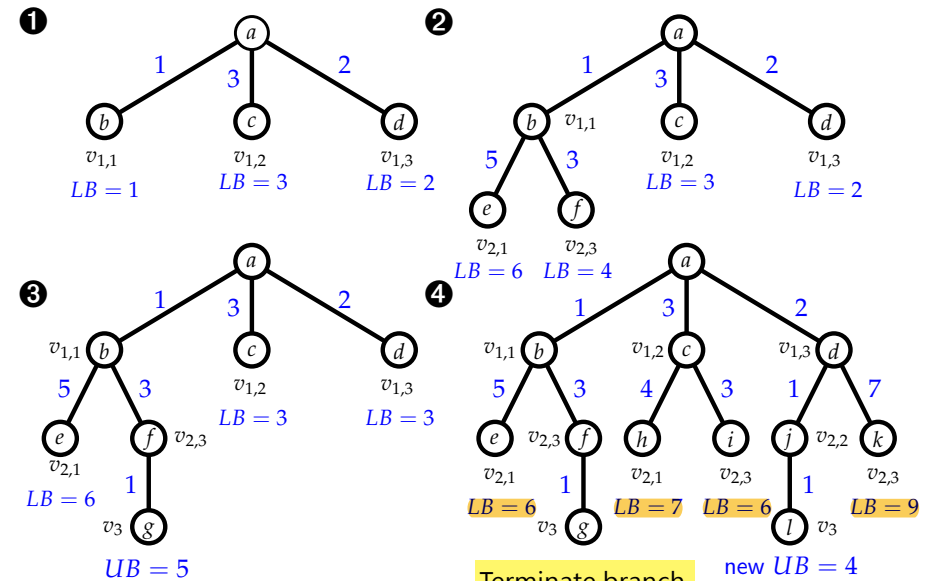 ❶
a
1 3 2
b c d
v1,1 v1,2 v1,3
LB = 1 LB = 3 LB = 2
❷
a
1 3 2
b v1,1 c d
5 3 v1,2 v1,3
LB = 3 LB = 2
e f
v2,1 v2,3
LB = 6 LB = 4
❸
a
1 3 2
v1,1 b c d
5 3 v1,2 v1,3
LB = 3 LB = 3
e f v2,3
v2,1
LB = 6 1
v3 g
UB = 5
❹
a
1 3 2
v1,1 b v1,2 c v1,3 d
5 3 4 3 1 7
e v2,3 f h i j v2,2 k
v2,1 v2,1 v2,3 v2,3
LB = 6 1 LB = 7 LB = 6 1 LB = 9
v3 g l v3
new UB = 4
Terminate branch